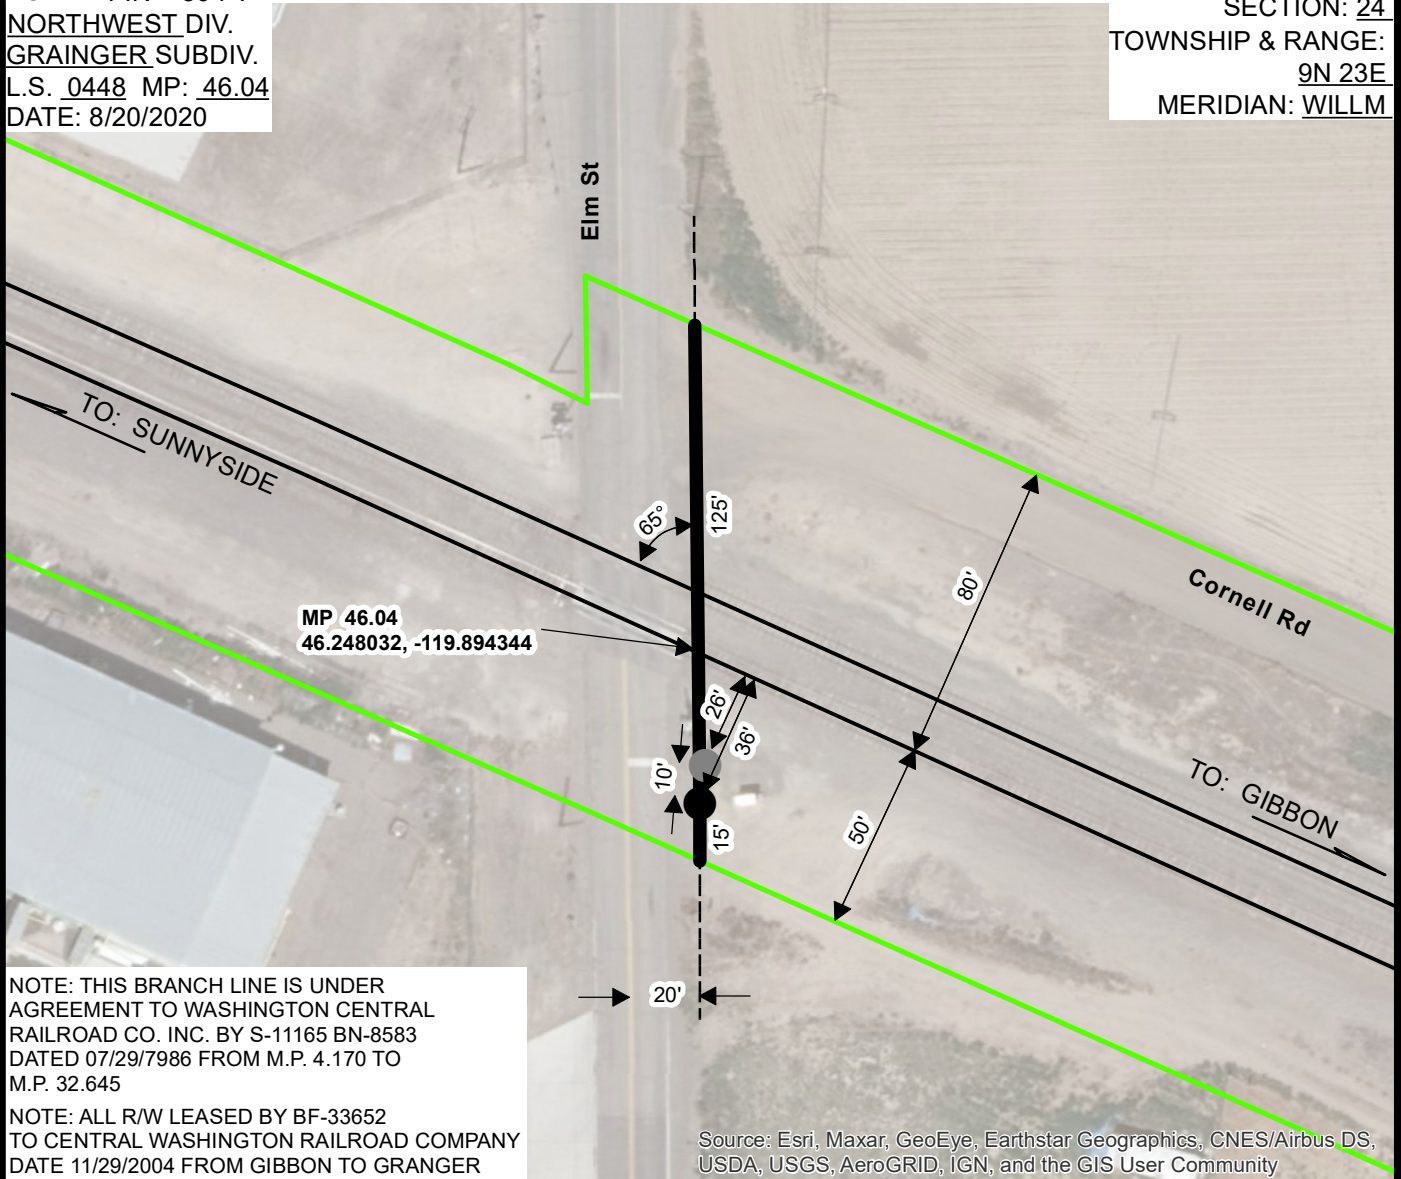 NORTHWEST DIV.
GRAINGER SUBDIV.
L.S. 0448 MP: 46.04
DATE: 8/20/2020
SECTION: 24
TOWNSHIP & RANGE:
9N 23E
MERIDIAN: WILLM
Elm St
TO: SUNNYSIDE
65°
125'
80'
Cornell Rd
MP 46.04
46.248032, -119.894344
26'
36'
10'
15'
50'
TO: GIBBON
20'
NOTE: THIS BRANCH LINE IS UNDER
AGREEMENT TO WASHINGTON CENTRAL
RAILROAD CO. INC. BY S-11165 BN-8583
DATED 07/29/7986 FROM M.P. 4.170 TO
M.P. 32.645
NOTE: ALL R/W LEASED BY BF-33652
TO CENTRAL WASHINGTON RAILROAD COMPANY
DATE 11/29/2004 FROM GIBBON TO GRANGER
Source: Esri, Maxar, GeoEye, Earthstar Geographics, CNES/Airbus DS,
USDA, USGS, AeroGRID, IGN, and the GIS User Community